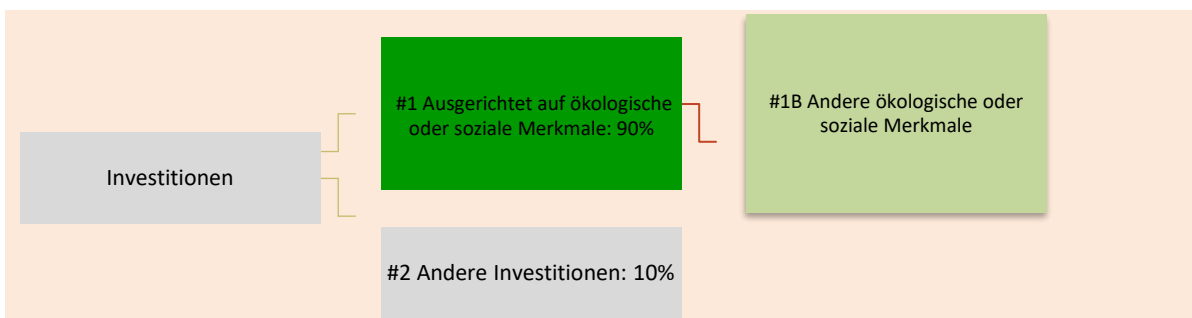 Investitionen
#1 Ausgerichtet auf ökologische
oder soziale Merkmale: 90%
#1B Andere ökologische oder
soziale Merkmale
#2 Andere Investitionen: 10%